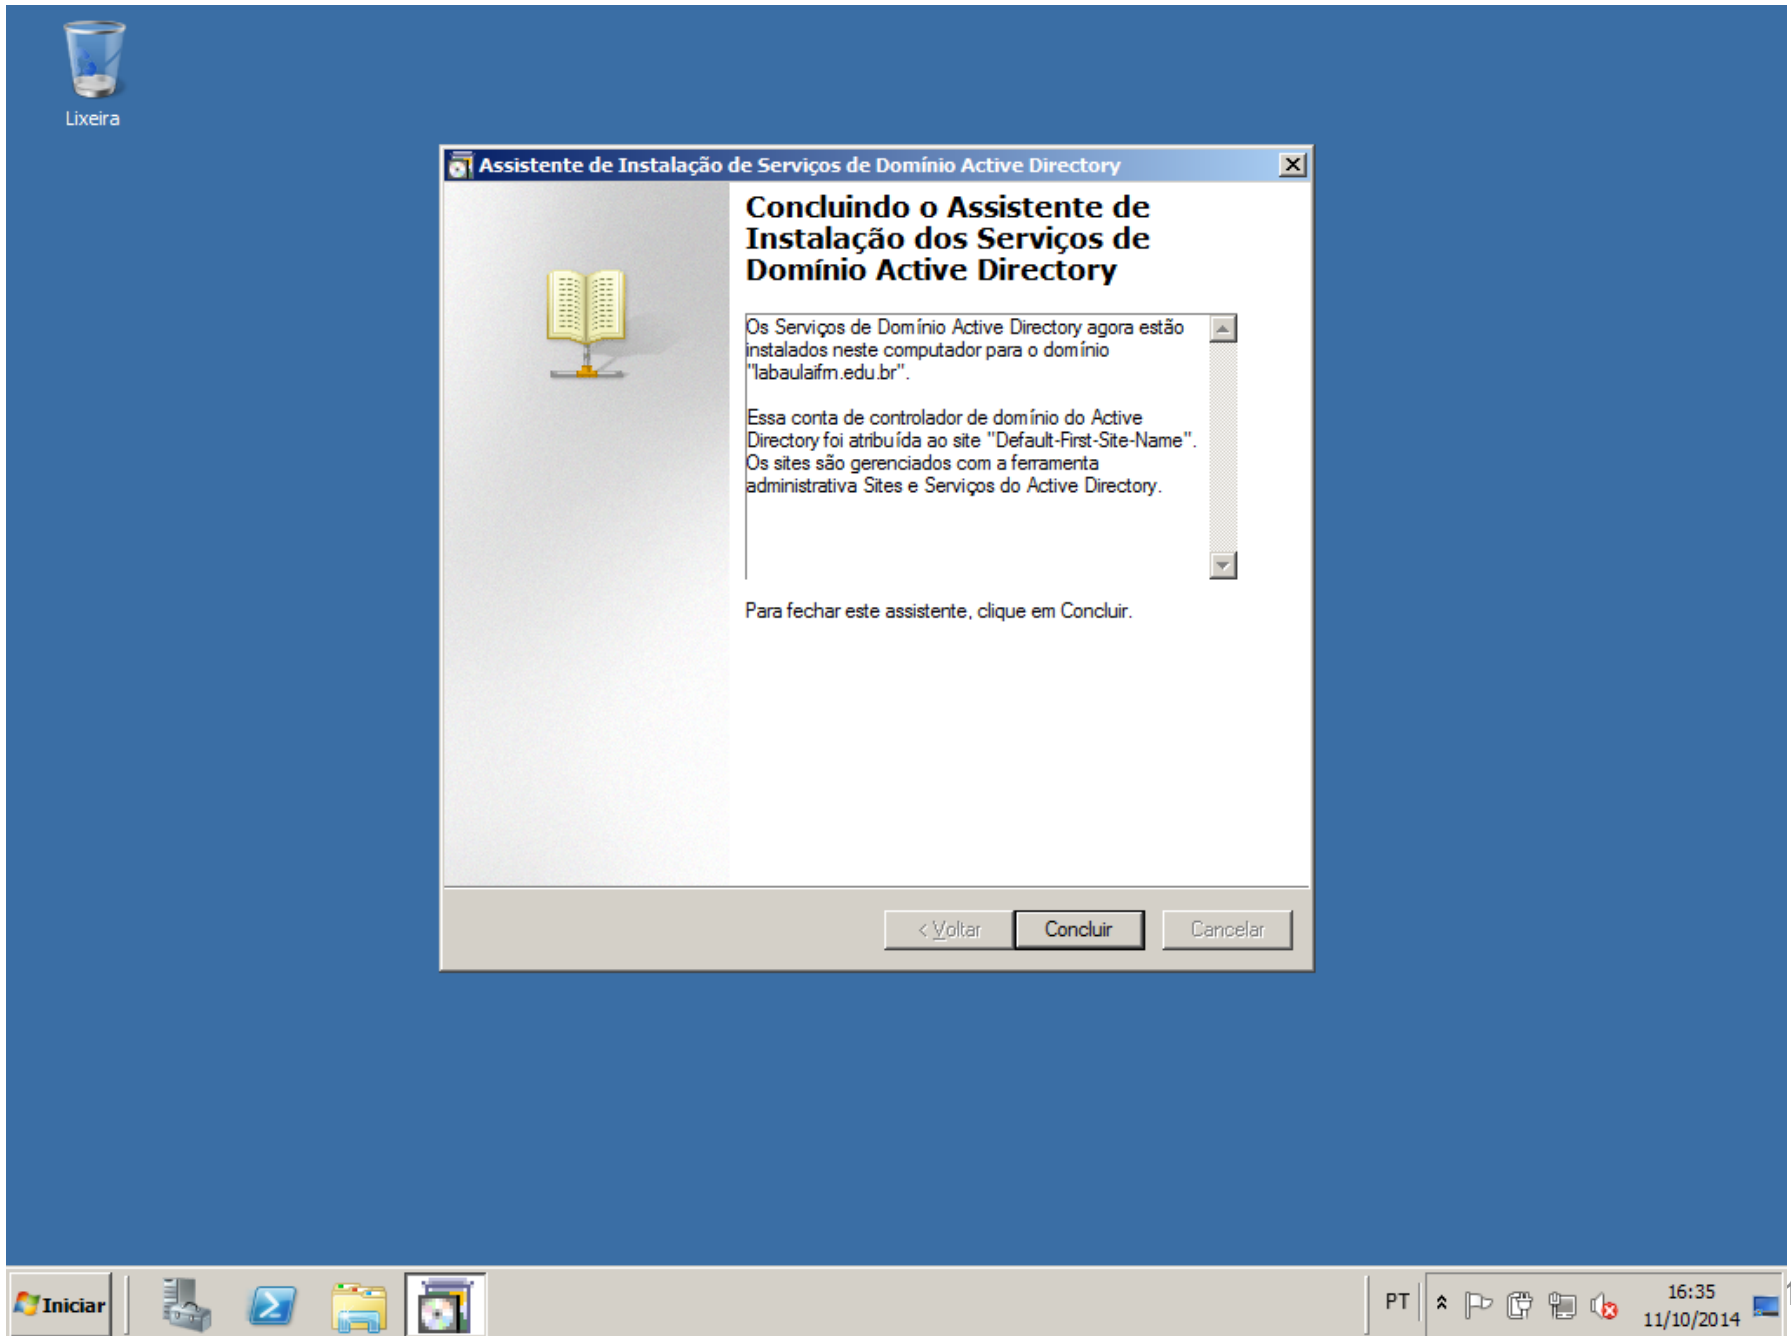 Lixeira
Assistente de Instalação de Serviços de Domínio Active Directory
Concluindo o Assistente de
Instalação dos Serviços de
Domínio Active Directory
Os Serviços de Domínio Active Directory agora estão
instalados neste computador para o domínio
"labaulaifrn.edu.br".
Essa conta de controlador de domínio do Active
Directory foi atribuída ao site "Default-First-Site-Name".
Os sites são gerenciados com a ferramenta
administrativa Sites e Serviços do Active Directory.
Para fechar este assistente, clique em Concluir.
< Voltar
Concluir
Cancelar
Iniciar
PT
16:35
11/10/2014